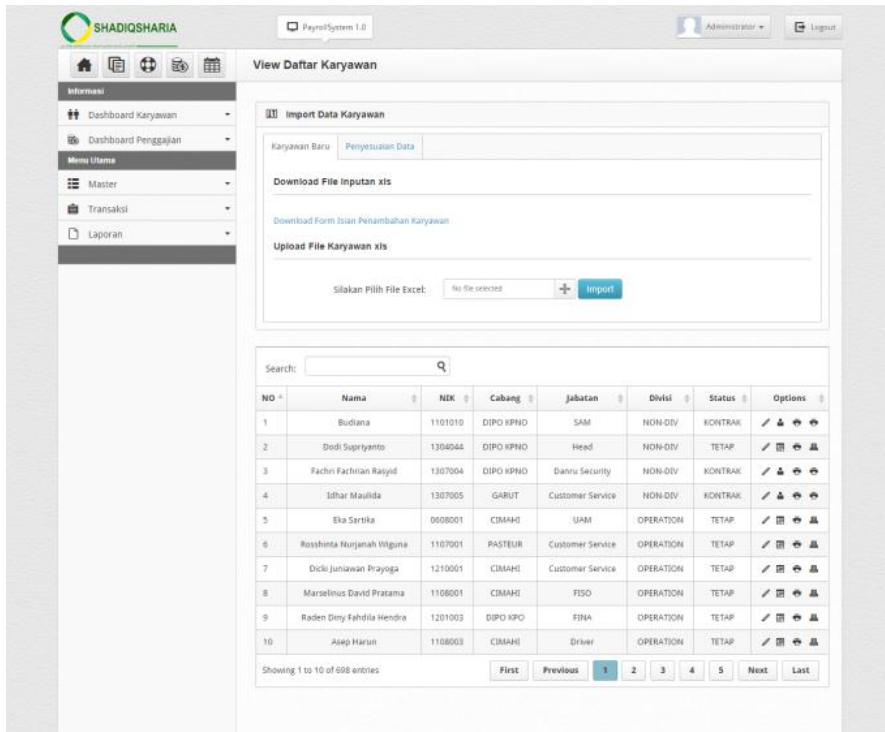 SHADIQSHARIA
PayrollSystem 1.0
Administrator
Logout
View Daftar Karyawan
Informasi
Dashboard Karyawan
Dashboard Penggajian
Menu Utama
Master
Transaksi
Laporan
Import Data Karyawan
Karyawan Baru Penyesuaian Data
Download File Inputan xls
Download Form Isian Penambahan Karyawan
Upload File Karyawan xls
Silakan Pilih File Excel: No file selected Import
Search:
NO Nama NIK Cabang Jabatan Divisi Status Options
1 Budiana 1101010 DIPO KPNO SAM NON-DIV KONTRAK
2 Dodi Supriyanto 1304044 DIPO KPNO Head NON-DIV TETAP
3 Fachri Fachrian Rasyid 1307004 DIPO KPNO Danru Security NON-DIV KONTRAK
4 Idhar Maulida 1307005 GARUT Customer Service NON-DIV KONTRAK
5 Eka Sartika 0608001 CIMAHI UAM OPERATION TETAP
6 Rosshinta Nurjanah Wiguna 1107001 PASTEUR Customer Service OPERATION TETAP
7 Dicki Juniawan Prayoga 1210001 CIMAHI Customer Service OPERATION TETAP
8 Marselinus David Pratama 1108001 CIMAHI FISO OPERATION TETAP
9 Raden Diny Fahdila Hendra 1201003 DIPO KPO FINA OPERATION TETAP
10 Asep Harun 1108003 CIMAHI Driver OPERATION TETAP
Showing 1 to 10 of 698 entries First Previous 1 2 3 4 5 Next Last